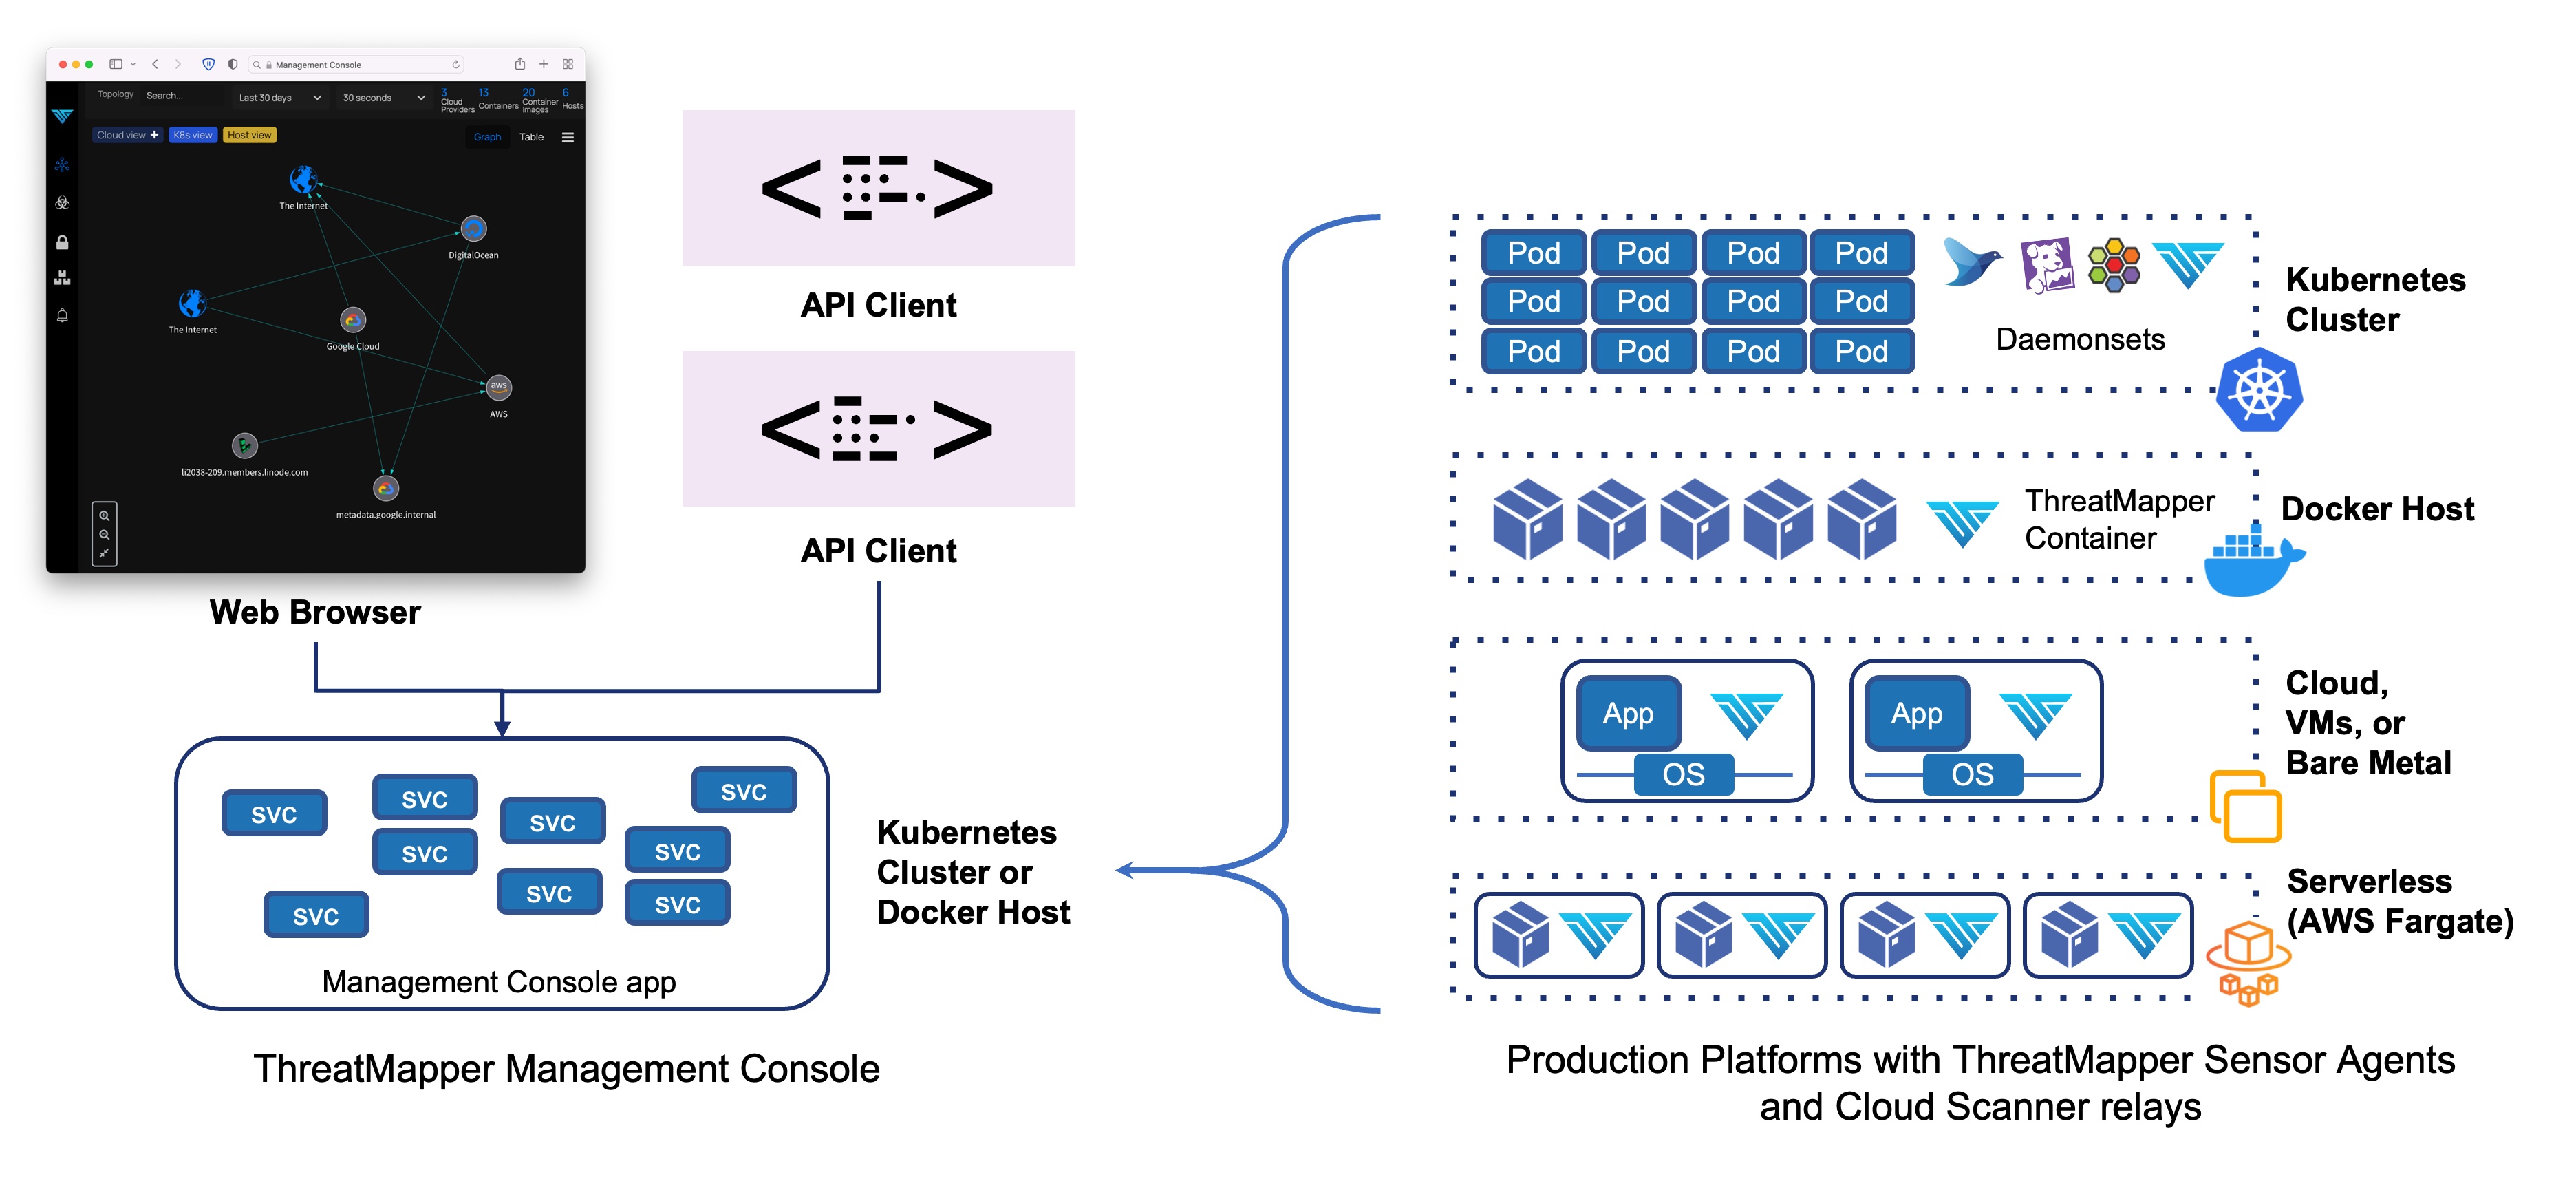 Management Console
Topology
Search...
Last 30 days
30 seconds
3
Cloud
Providers
13
Containers
20
Container
Images
6
Hosts
Cloud view
K8s view
Host view
Graph
Table
The Internet
DigitalOcean
The Internet
Google Cloud
aws
AWS
li2038-209.members.linode.com
metadata.google.internal
Web Browser
API Client
API Client
SVC
SVC
SVC
SVC
SVC
SVC
SVC
SVC
SVC
Management Console app
Kubernetes
Cluster or
Docker Host
ThreatMapper Management Console
Pod Pod Pod Pod
Pod Pod Pod Pod
Pod Pod Pod Pod
Daemonsets
Kubernetes
Cluster
ThreatMapper
Container
Docker Host
App
OS
App
OS
Cloud,
VMs, or
Bare Metal
Serverless
(AWS Fargate)
Production Platforms with ThreatMapper Sensor Agents
and Cloud Scanner relays